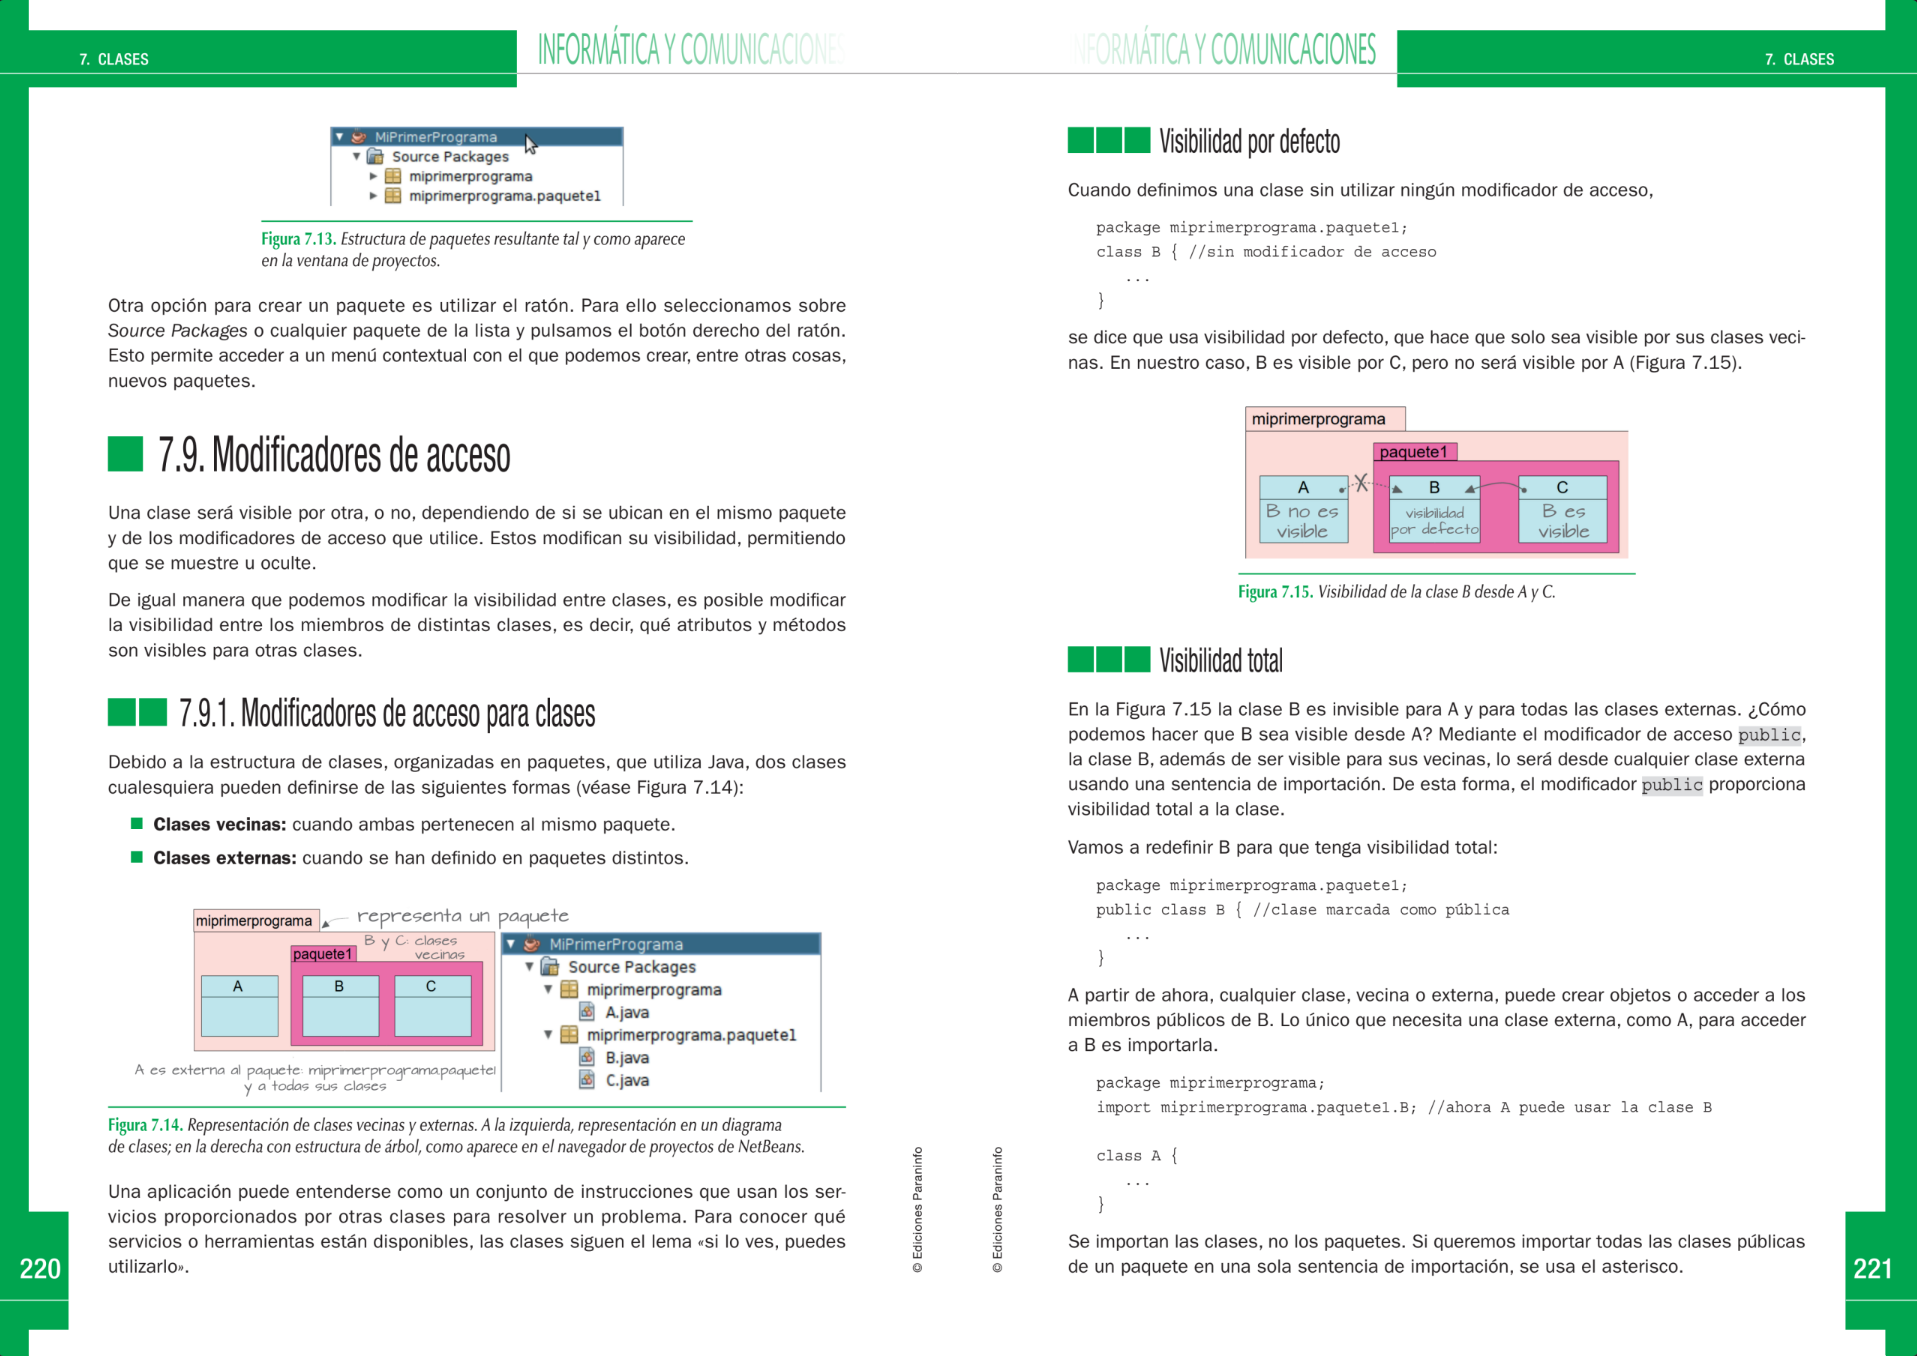 7. CLASES
INFORMÁTICA Y COMUNICACIONES
MiPrimerPrograma
Source Packages
miprimerprograma
miprimerprograma.paquete1
Figura 7.13. Estructura de paquetes resultante tal y como aparece
en la ventana de proyectos.
Otra opción para crear un paquete es utilizar el ratón. Para ello seleccionamos sobre
Source Packages o cualquier paquete de la lista y pulsamos el botón derecho del ratón.
Esto permite acceder a un menú contextual con el que podemos crear, entre otras cosas,
nuevos paquetes.
7.9. Modificadores de acceso
Una clase será visible por otra, o no, dependiendo de si se ubican en el mismo paquete
y de los modificadores de acceso que utilice. Estos modifican su visibilidad, permitiendo
que se muestre u oculte.
De igual manera que podemos modificar la visibilidad entre clases, es posible modificar
la visibilidad entre los miembros de distintas clases, es decir, qué atributos y métodos
son visibles para otras clases.
7.9.1. Modificadores de acceso para clases
Debido a la estructura de clases, organizadas en paquetes, que utiliza Java, dos clases
cualesquiera pueden definirse de las siguientes formas (véase Figura 7.14):
Clases vecinas: cuando ambas pertenecen al mismo paquete.
Clases externas: cuando se han definido en paquetes distintos.
miprimerprograma
representa un paquete
B y C: clases
vecinas
paquete1
A
B
C
A es externa al paquete: miprimerprograma.paquete1
y a todas sus clases
MiPrimerPrograma
Source Packages
miprimerprograma
A.java
miprimerprograma.paquete1
B.java
C.java
Figura 7.14. Representación de clases vecinas y externas. A la izquierda, representación en un diagrama
de clases; en la derecha con estructura de árbol, como aparece en el navegador de proyectos de NetBeans.
Una aplicación puede entenderse como un conjunto de instrucciones que usan los ser-
vicios proporcionados por otras clases para resolver un problema. Para conocer qué
servicios o herramientas están disponibles, las clases siguen el lema «si lo ves, puedes
utilizarlo».
220
© Ediciones Paraninfo
INFORMÁTICA Y COMUNICACIONES
7. CLASES
Visibilidad por defecto
Cuando definimos una clase sin utilizar ningún modificador de acceso,
package miprimerprograma.paquete1;
class B { //sin modificador de acceso
...
}
se dice que usa visibilidad por defecto, que hace que solo sea visible por sus clases veci-
nas. En nuestro caso, B es visible por C, pero no será visible por A (Figura 7.15).
miprimerprograma
paquete1
A
B no es
visible
X
B
visibilidad
por defecto
C
B es
visible
Figura 7.15. Visibilidad de la clase B desde A y C.
Visibilidad total
En la Figura 7.15 la clase B es invisible para A y para todas las clases externas. ¿Cómo
podemos hacer que B sea visible desde A? Mediante el modificador de acceso public,
la clase B, además de ser visible para sus vecinas, lo será desde cualquier clase externa
usando una sentencia de importación. De esta forma, el modificador public proporciona
visibilidad total a la clase.
Vamos a redefinir B para que tenga visibilidad total:
package miprimerprograma.paquete1;
public class B { //clase marcada como pública
...
}
A partir de ahora, cualquier clase, vecina o externa, puede crear objetos o acceder a los
miembros públicos de B. Lo único que necesita una clase externa, como A, para acceder
a B es importarla.
package miprimerprograma;
import miprimerprograma.paquete1.B; //ahora A puede usar la clase B
class A {
...
}
Se importan las clases, no los paquetes. Si queremos importar todas las clases públicas
de un paquete en una sola sentencia de importación, se usa el asterisco.
© Ediciones Paraninfo
221